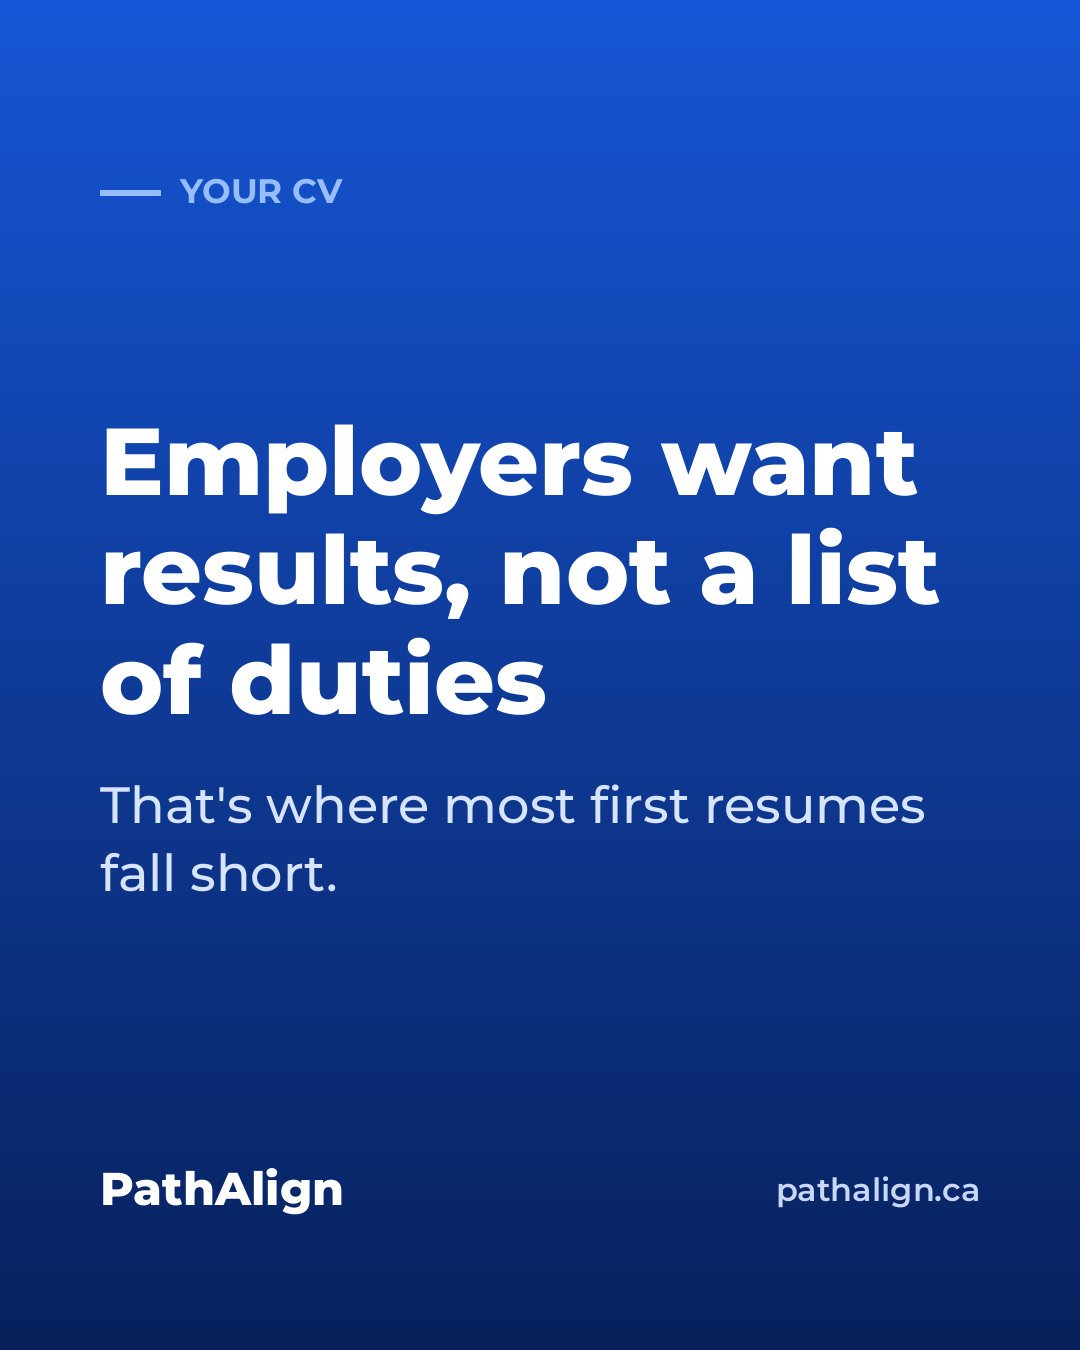 YOUR CV
Employers want
results, not a list
of duties
That's where most first resumes
fall short.
PathAlign
pathalign.ca